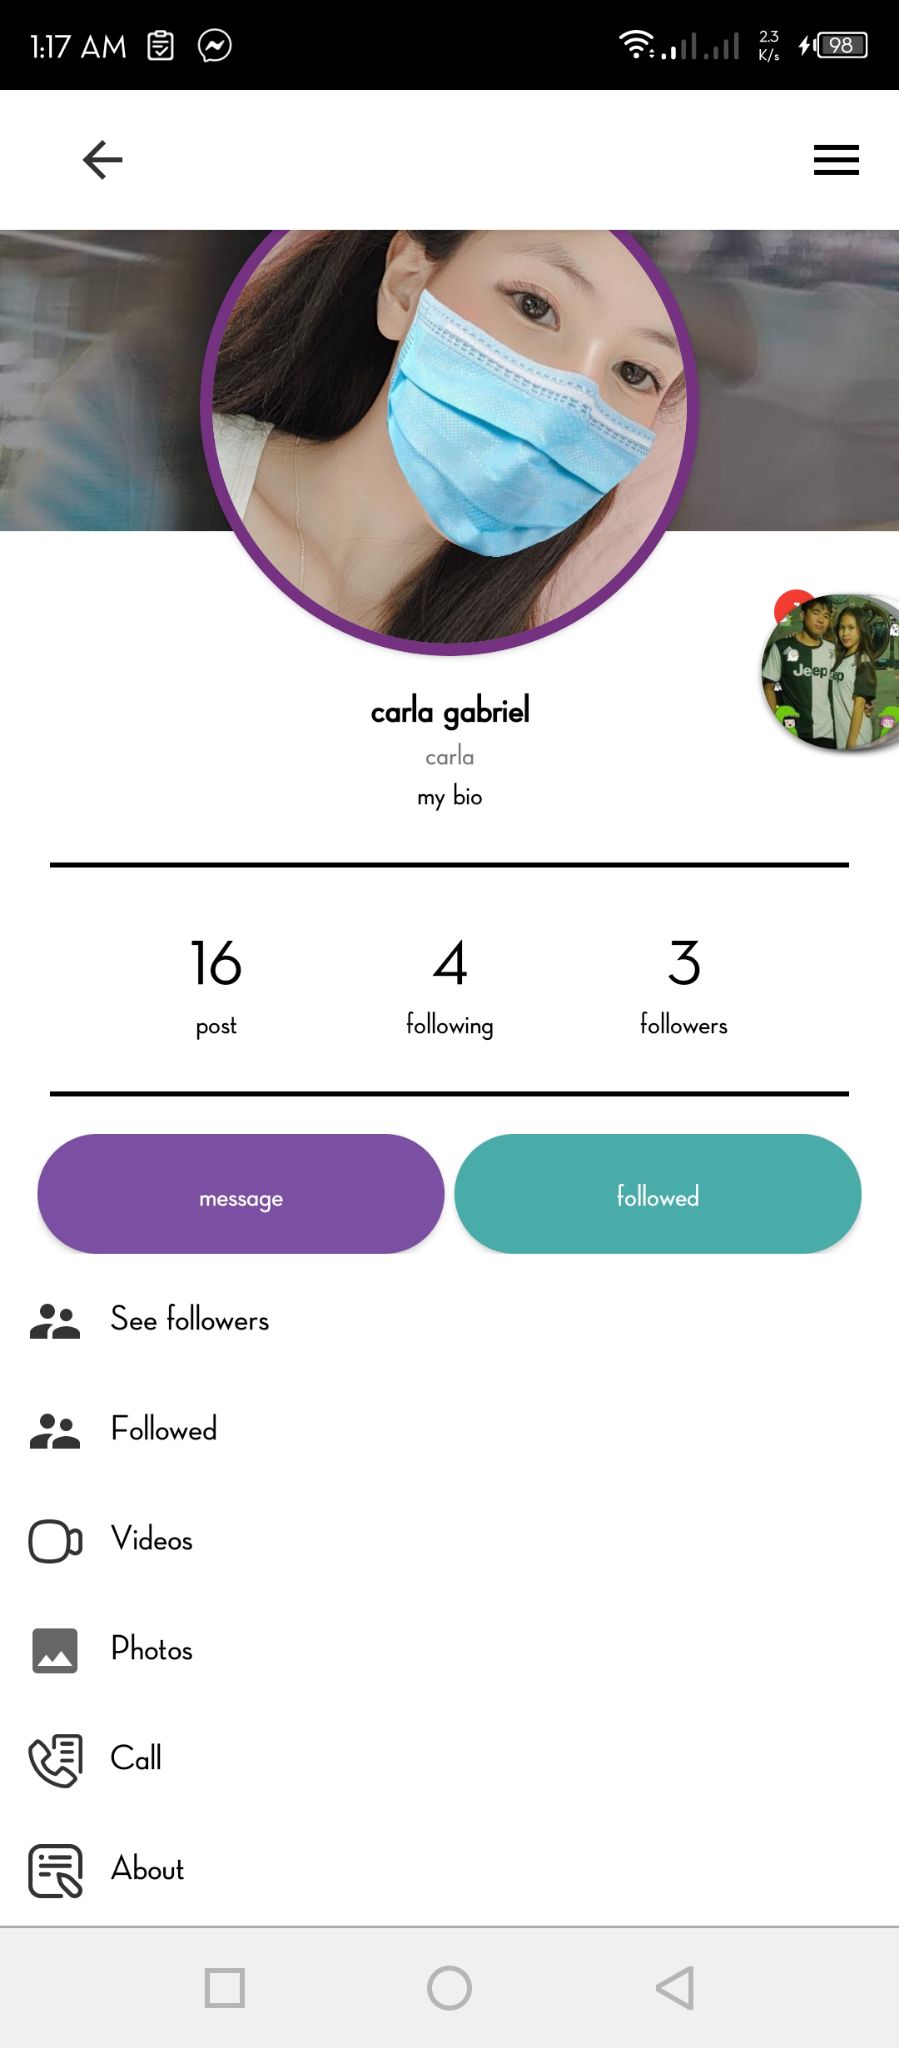 1:17 AM
2.3
K/s
98
Jeep
carla gabriel
carla
my bio
16
4
3
post
following
followers
message
followed
See followers
Followed
Videos
Photos
Call
About